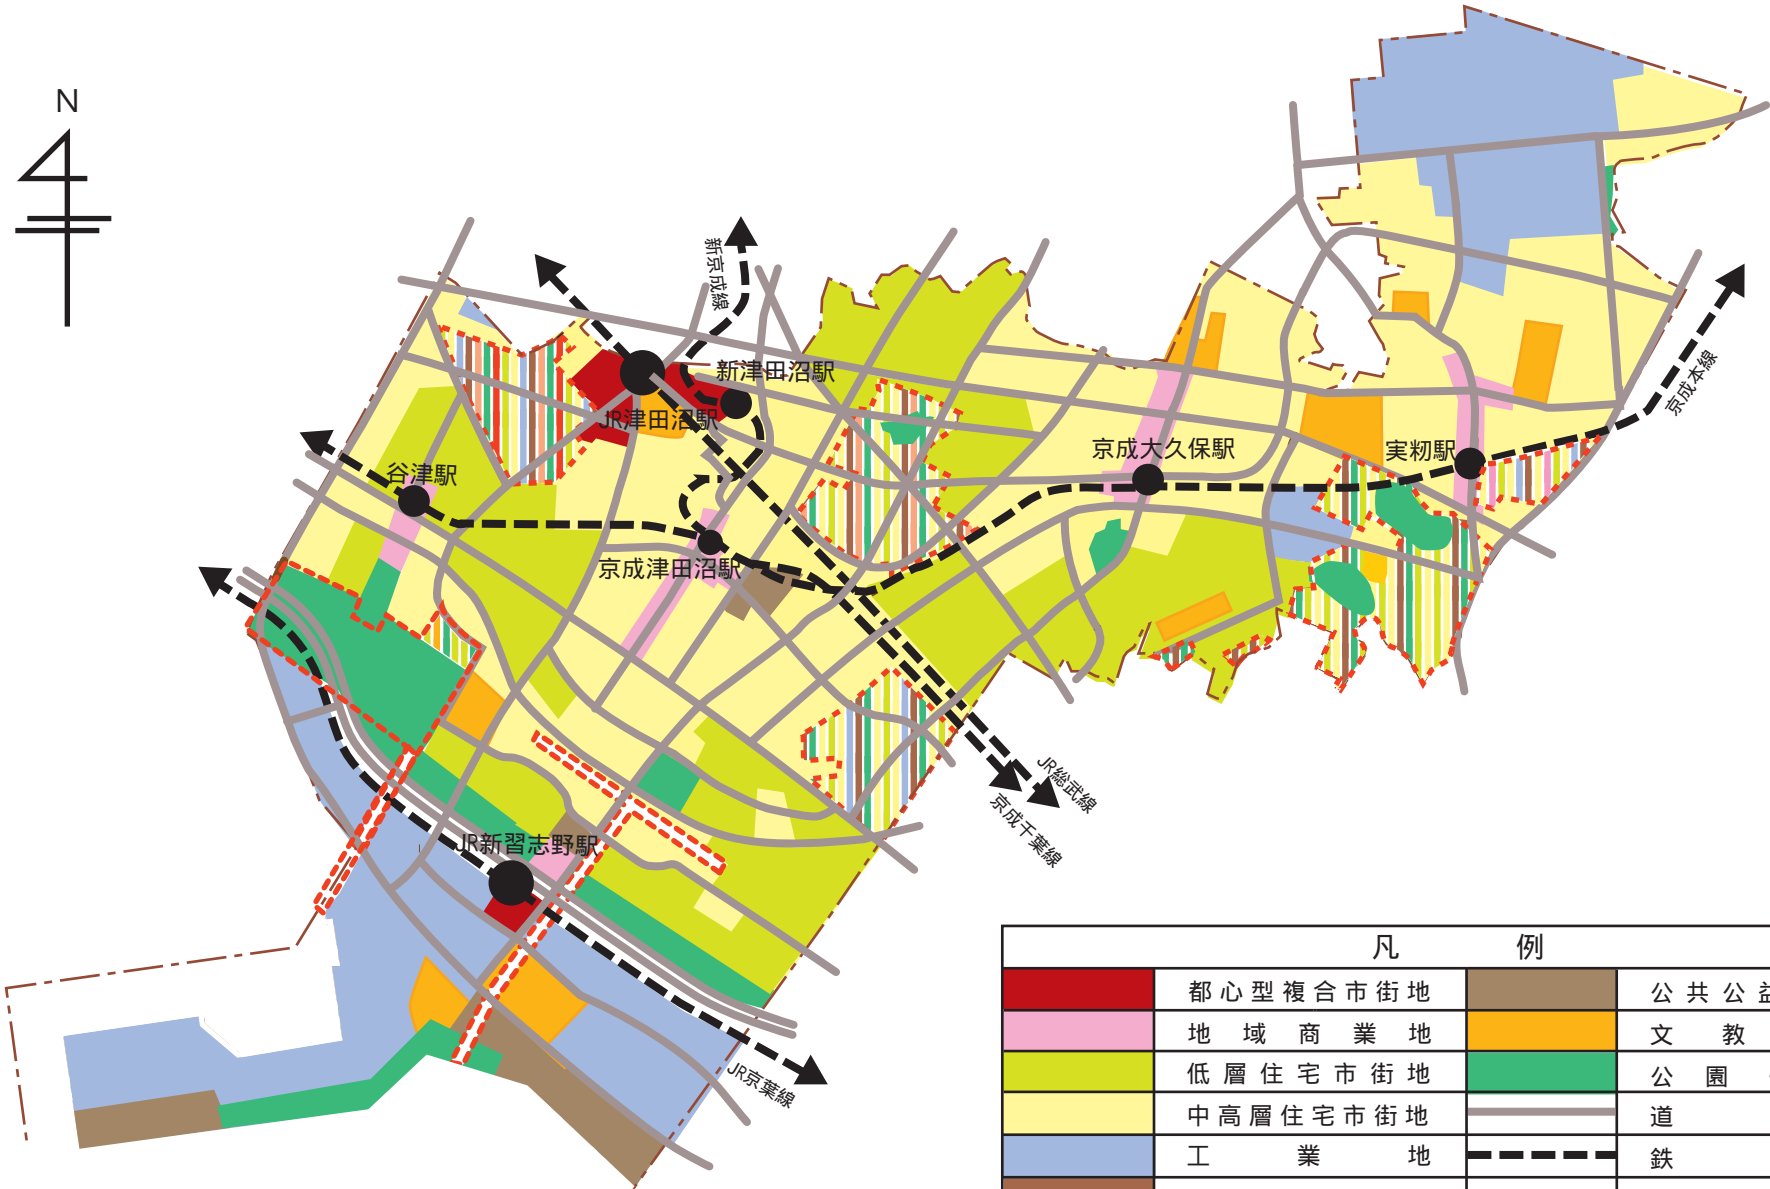 N
新京成線
新津田沼駅
JR津田沼駅
谷津駅
京成津田沼駅
京成大久保駅
実籾駅
京成本線
JR総武線
京成千葉線
JR新習志野駅
JR京葉線
凡例
都心型複合市街地
公共公益
地域商業地
文教
低層住宅市街地
公園
中高層住宅市街地
道
工業地
鉄